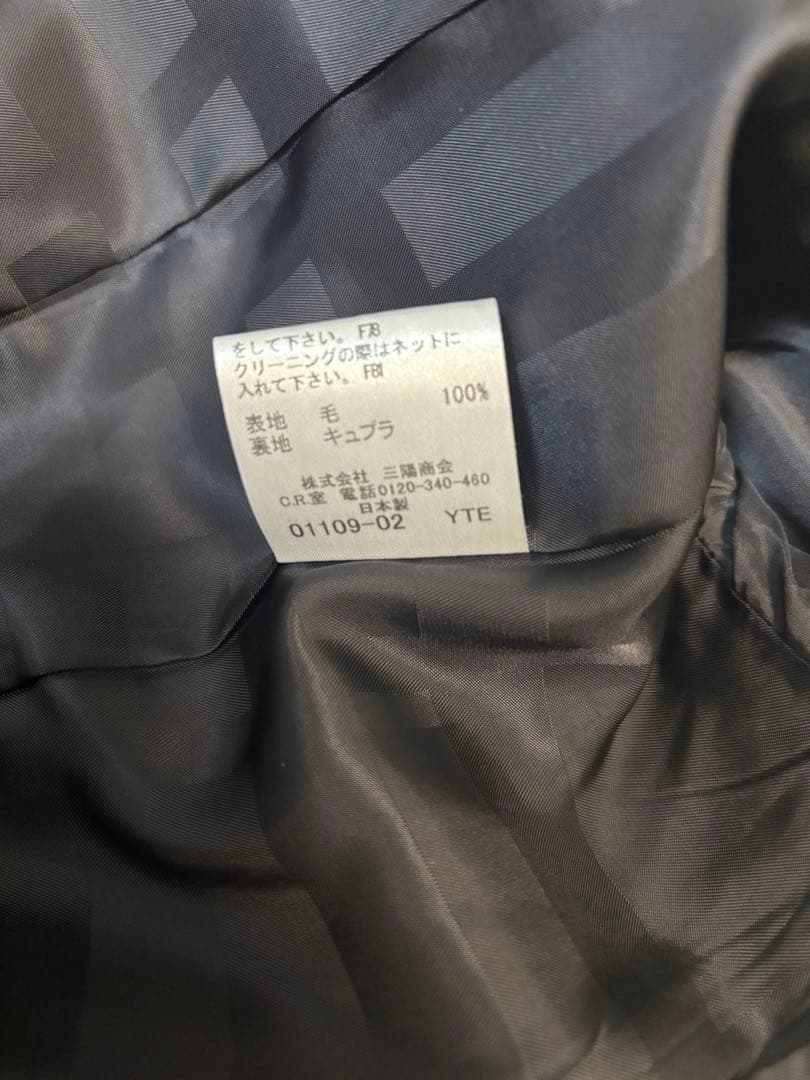 をして下さい。 F78
クリーニングの際はネットに
入れて下さい。 F81
表地 毛 100%
裏地 キュプラ
株式会社 三陽商会
C.R.室 電話0120-340-460
日本製
01109-02 YTE